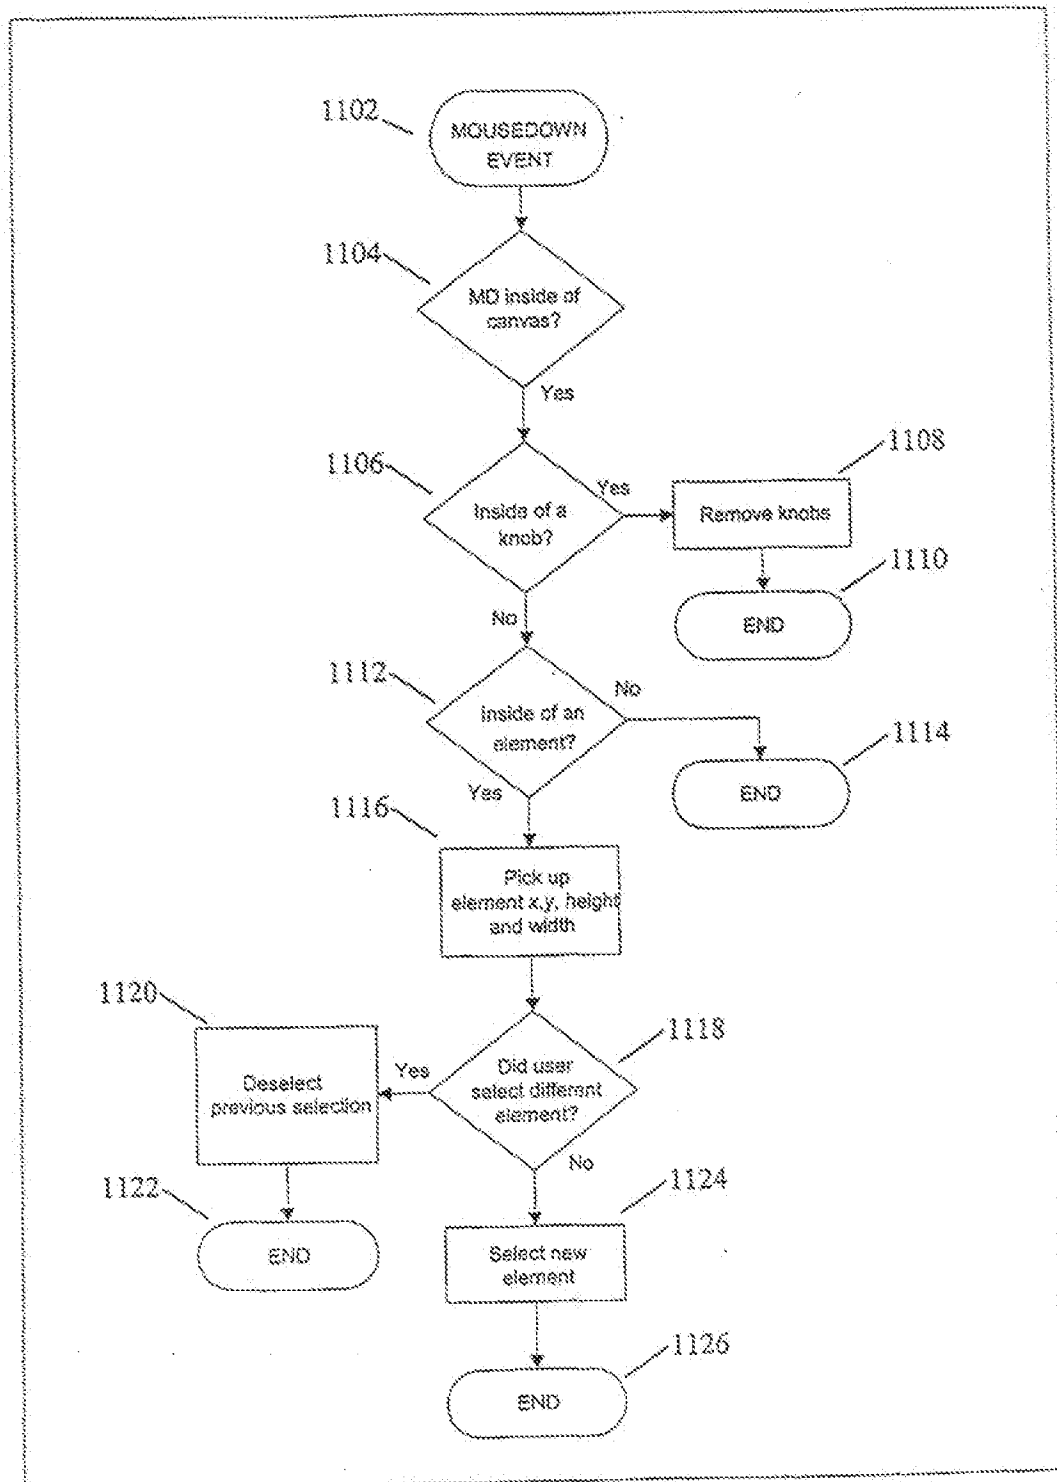 1102
MOUSEDOWN
EVENT
1104
MD inside of
canvas?
Yes
1106
Inside of a
knob?
Yes
1108
Remove knobs
1110
END
No
1112
Inside of an
element?
No
1114
END
Yes
1116
Pick up
element x,y, height
and width
1118
Did user
select different
element?
Yes
1120
Deselect
previous selection
1122
END
No
1124
Select new
element
1126
END